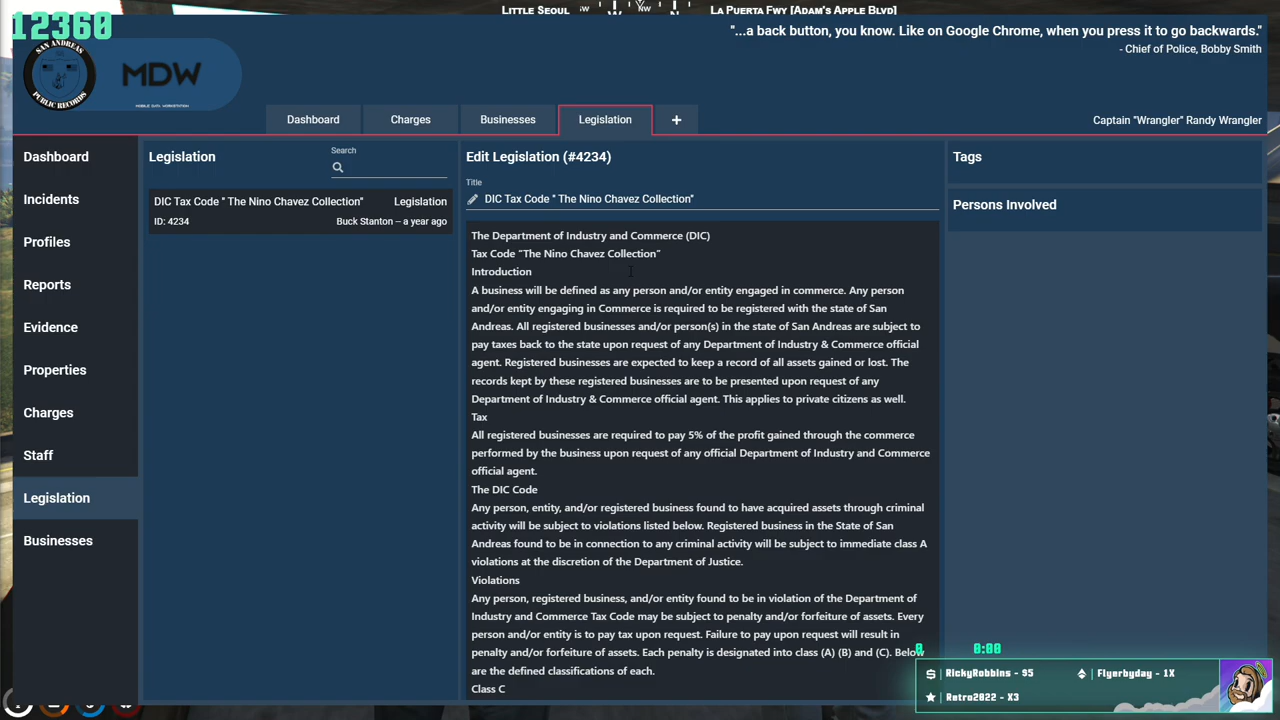 12360
LITTLE SEOUL
NW
W
NW
LA PUERTA FWY [ADAM'S APPLE BLVD]
"...a back button, you know. Like on Google Chrome, when you press it to go backwards."
- Chief of Police, Bobby Smith
SAN ANDREAS
PUBLIC RECORDS
MDW
MOBILE DATA WORKSTATION
Dashboard
Charges
Businesses
Legislation
+
Captain "Wrangler" Randy Wrangler
Dashboard
Incidents
Profiles
Reports
Evidence
Properties
Charges
Staff
Legislation
Businesses
Legislation
Search
DIC Tax Code " The Nino Chavez Collection"
Legislation
ID: 4234
Buck Stanton – a year ago
Edit Legislation (#4234)
Title
DIC Tax Code " The Nino Chavez Collection"
The Department of Industry and Commerce (DIC)
Tax Code "The Nino Chavez Collection"
Introduction
A business will be defined as any person and/or entity engaged in commerce. Any person
and/or entity engaging in Commerce is required to be registered with the state of San
Andreas. All registered businesses and/or person(s) in the state of San Andreas are subject to
pay taxes back to the state upon request of any Department of Industry & Commerce official
agent. Registered businesses are expected to keep a record of all assets gained or lost. The
records kept by these registered businesses are to be presented upon request of any
Department of Industry & Commerce official agent. This applies to private citizens as well.
Tax
All registered businesses are required to pay 5% of the profit gained through the commerce
performed by the business upon request of any official Department of Industry and Commerce
official agent.
The DIC Code
Any person, entity, and/or registered business found to have acquired assets through criminal
activity will be subject to violations listed below. Registered business in the State of San
Andreas found to be in connection to any criminal activity will be subject to immediate class A
violations at the discretion of the Department of Justice.
Violations
Any person, registered business, and/or entity found to be in violation of the Department of
Industry and Commerce Tax Code may be subject to penalty and/or forfeiture of assets. Every
person and/or entity is to pay tax upon request. Failure to pay upon request will result in
penalty and/or forfeiture of assets. Each penalty is designated into class (A) (B) and (C). Below
are the defined classifications of each.
Class C
Tags
Persons Involved
0
0:00
RickyRobbins - 95
Flyerbyday - 1X
Retro2022 - X3